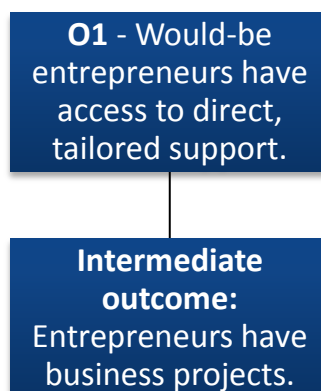 O1 - Would-be
entrepreneurs have
access to direct,
tailored support.
Intermediate
outcome:
Entrepreneurs have
business projects.